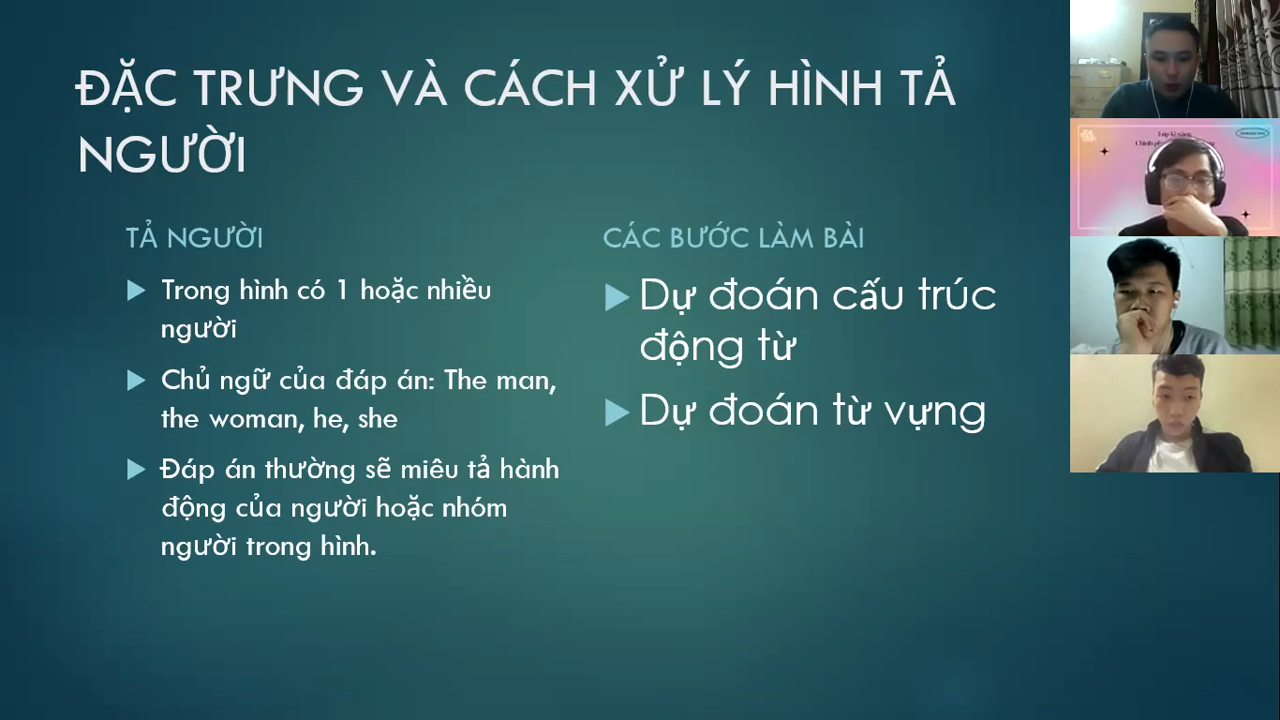 ĐẶC TRƯNG VÀ CÁCH XỬ LÝ HÌNH TẢ
NGƯỜI
TẢ NGƯỜI
Trong hình có 1 hoặc nhiều
người
Chủ ngữ của đáp án: The man,
the woman, he, she
Đáp án thường sẽ miêu tả hành
động của người hoặc nhóm
người trong hình.
CÁC BƯỚC LÀM BÀI
Dự đoán cấu trúc
động từ
Dự đoán từ vựng